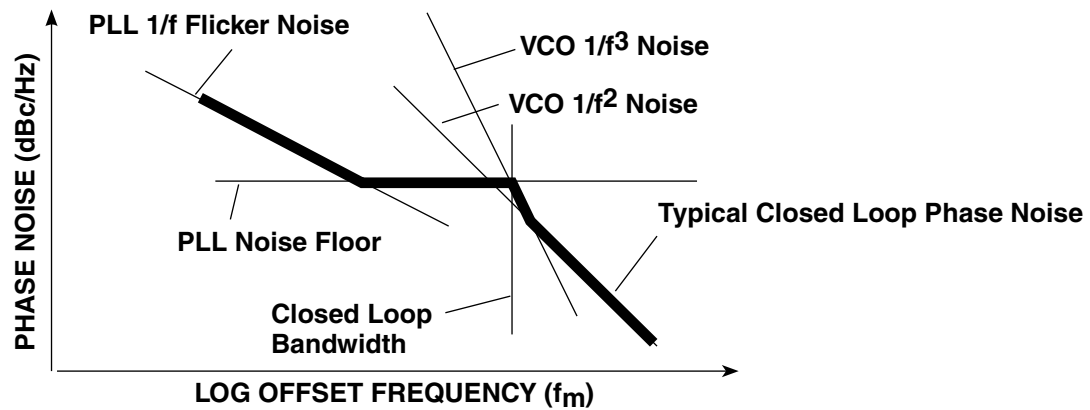 PLL 1/f Flicker Noise
VCO 1/f³ Noise
VCO 1/f² Noise
PHASE NOISE (dBc/Hz)
Typical Closed Loop Phase Noise
PLL Noise Floor
Closed Loop
Bandwidth
LOG OFFSET FREQUENCY (fm)